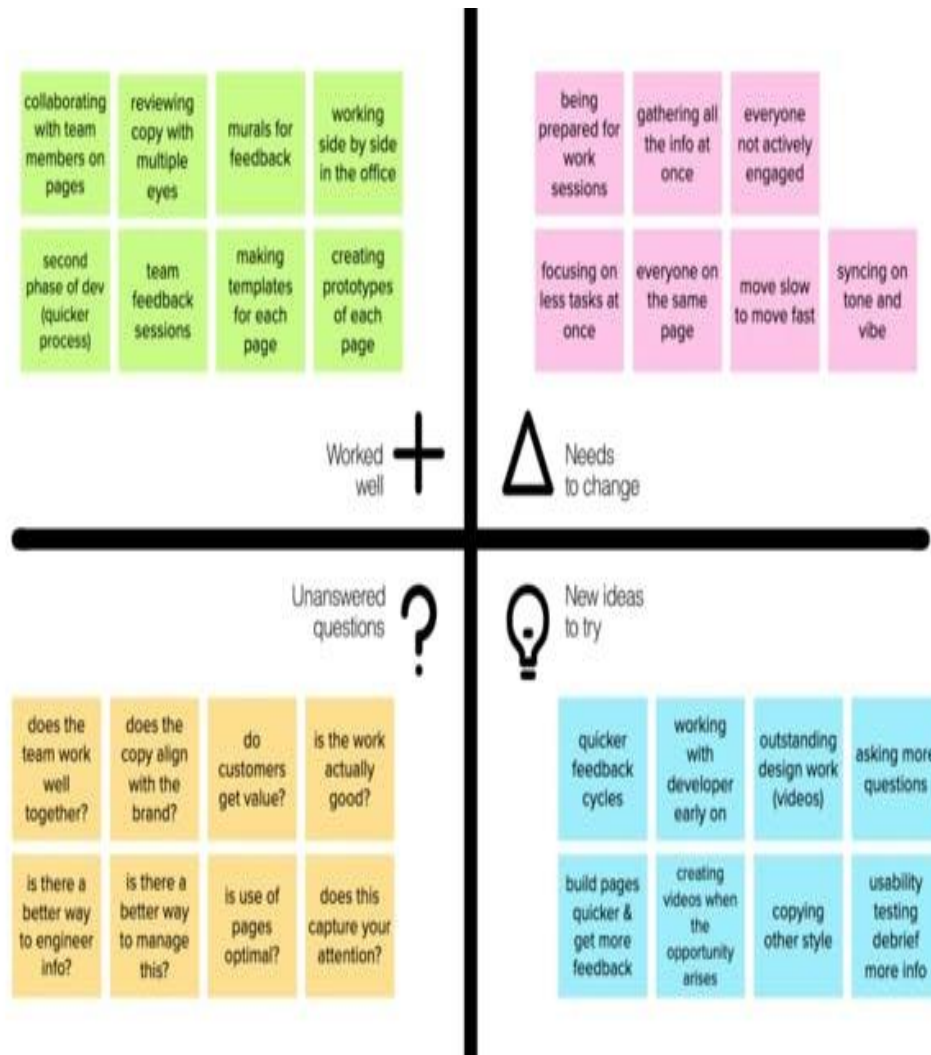 collaborating
with team
members on
pages
reviewing
copy with
multiple
eyes
murals for
feedback
working
side by side
in the office
second
phase of dev
(quicker
process)
team
feedback
sessions
making
templates
for each
page
creating
prototypes
of each
page
Worked
well
being
prepared for
work
sessions
gathering all
the info at
once
everyone
not actively
engaged
focusing on
less tasks at
once
everyone on
the same
page
move slow
to move fast
syncing on
tone and
vibe
Needs
to change
Unanswered
questions
does the
team work
well
together?
does the
copy align
with the
brand?
do
customers
get value?
is the work
actually
good?
is there a
better way
to engineer
info?
is there a
better way
to manage
this?
is use of
pages
optimal?
does this
capture your
attention?
New ideas
to try
quicker
feedback
cycles
working
with
developer
early on
outstanding
design work
(videos)
asking more
questions
build pages
quicker &
get more
feedback
creating
videos when
the
opportunity
arises
copying
other style
usability
testing
debrief
more info